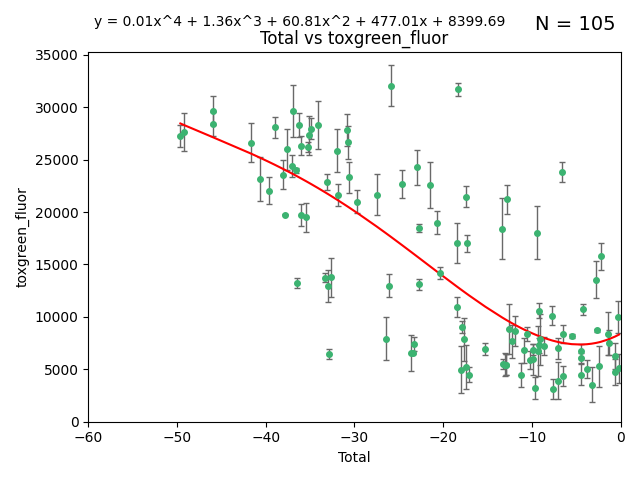 y = 0.01x^4 + 1.36x^3 + 60.81x^2 + 477.01x + 8399.69
N = 105
Total vs toxgreen_fluor
35000
30000
25000
20000
15000
10000
5000
0
toxgreen_fluor
−60 −50 −40 −30 −20 −10 0
Total